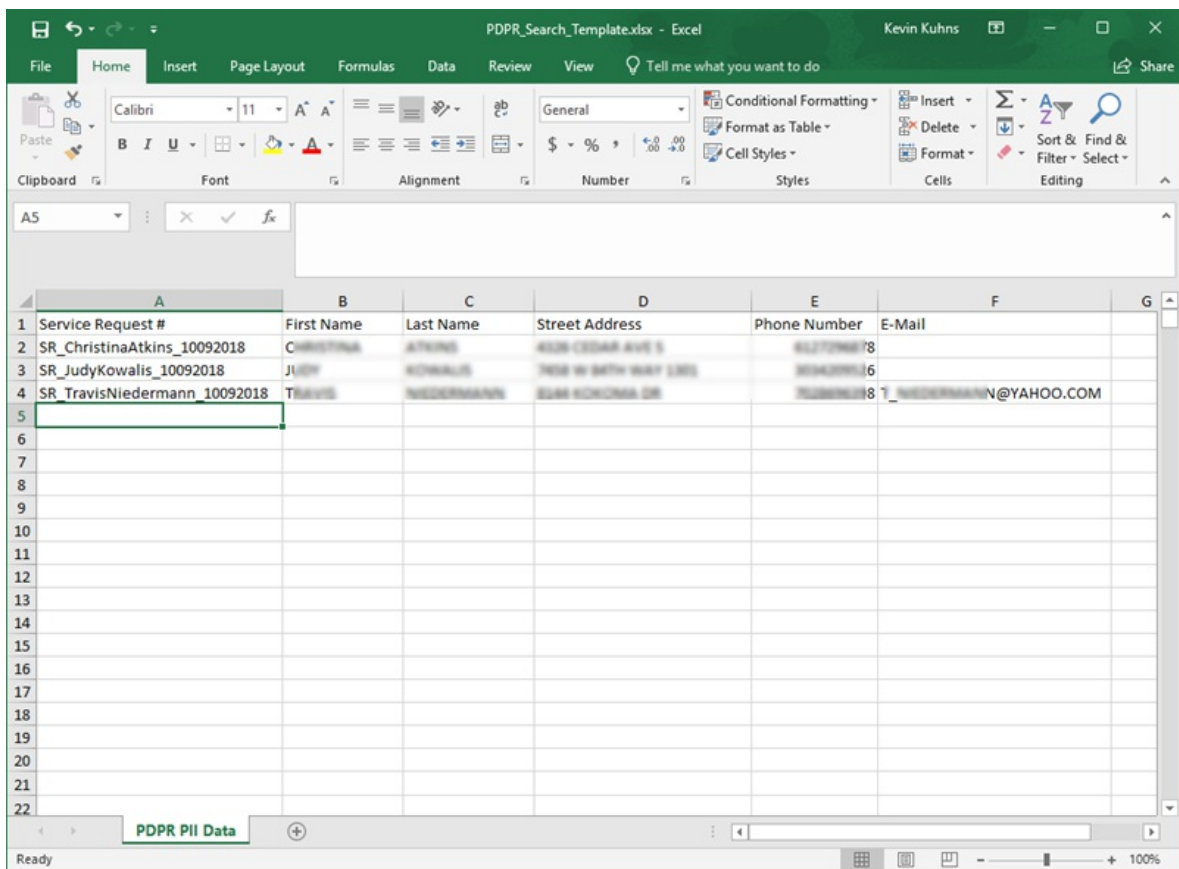 PDPR_Search_Template.xlsx - Excel Kevin Kuhns
File Home Insert Page Layout Formulas Data Review View Tell me what you want to do Share
Calibri 11 General Conditional Formatting Insert
Paste Format as Table Delete Sort & Find &
B I U $ % Cell Styles Format Filter Select
Clipboard Font Alignment Number Styles Cells Editing
A5 fx
A B C D E F G
1 Service Request # First Name Last Name Street Address Phone Number E-Mail
2 SR_ChristinaAtkins_10092018
3 SR_JudyKowalis_10092018
4 SR_TravisNiedermann_10092018 N@YAHOO.COM
5
6
7
8
9
10
11
12
13
14
15
16
17
18
19
20
21
22
PDPR PII Data
Ready 100%